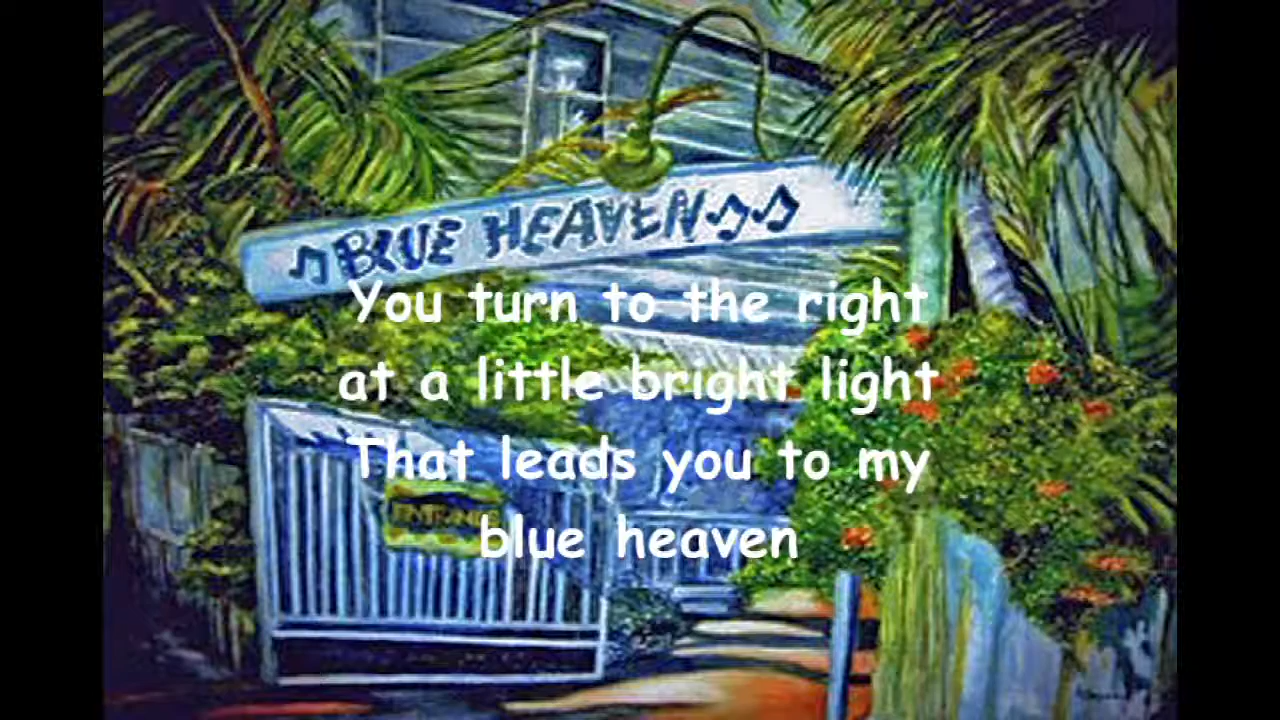 ♫ BLUE HEAVEN ♫♫
You turn to the right
at a little bright light
That leads you to my
blue heaven